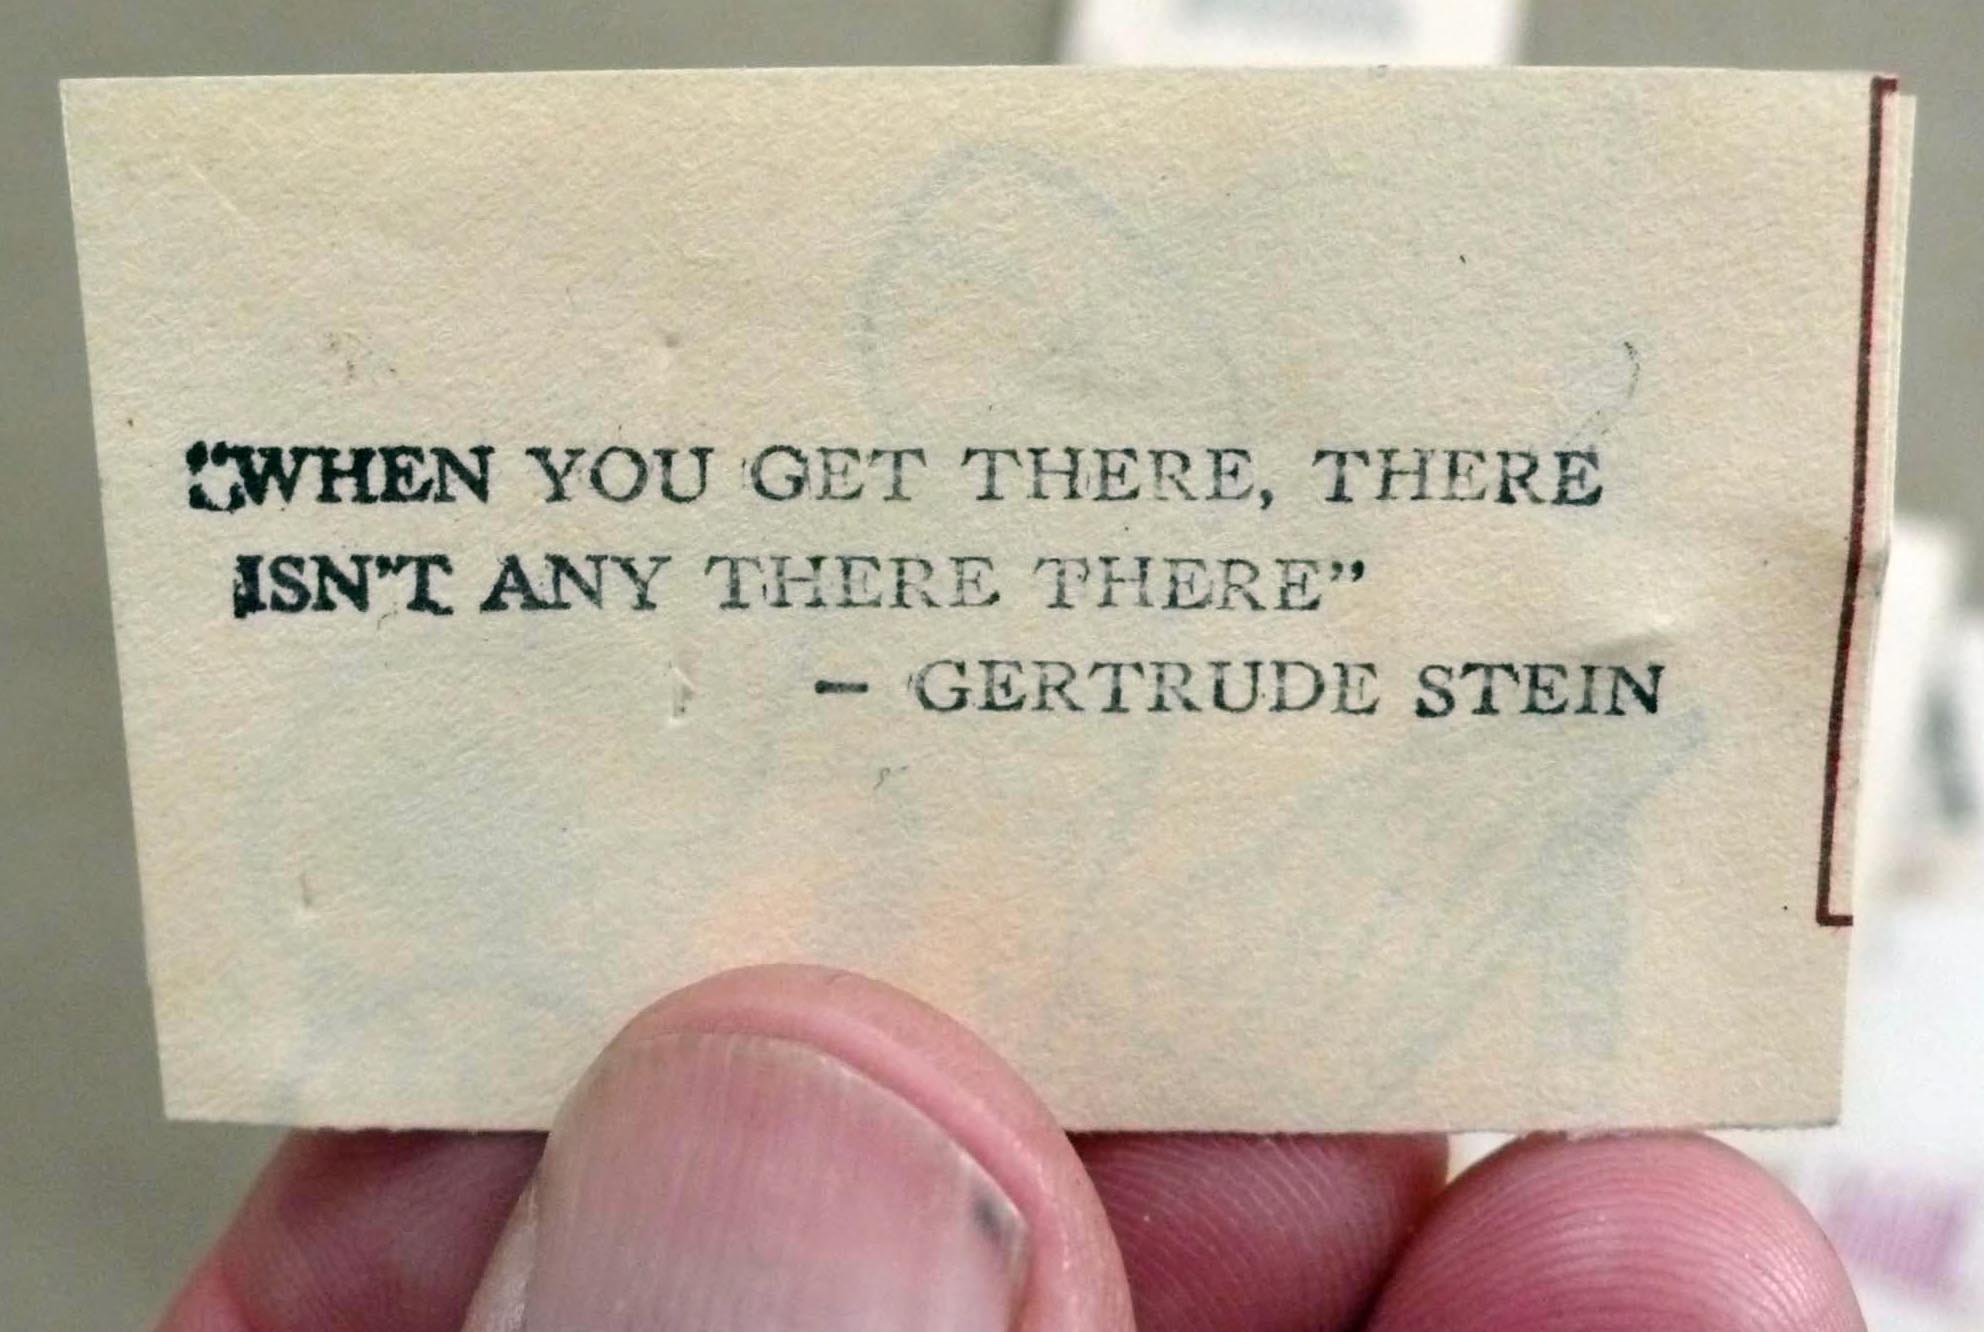 “WHEN YOU GET THERE, THERE
ISN’T ANY THERE THERE”
– GERTRUDE STEIN